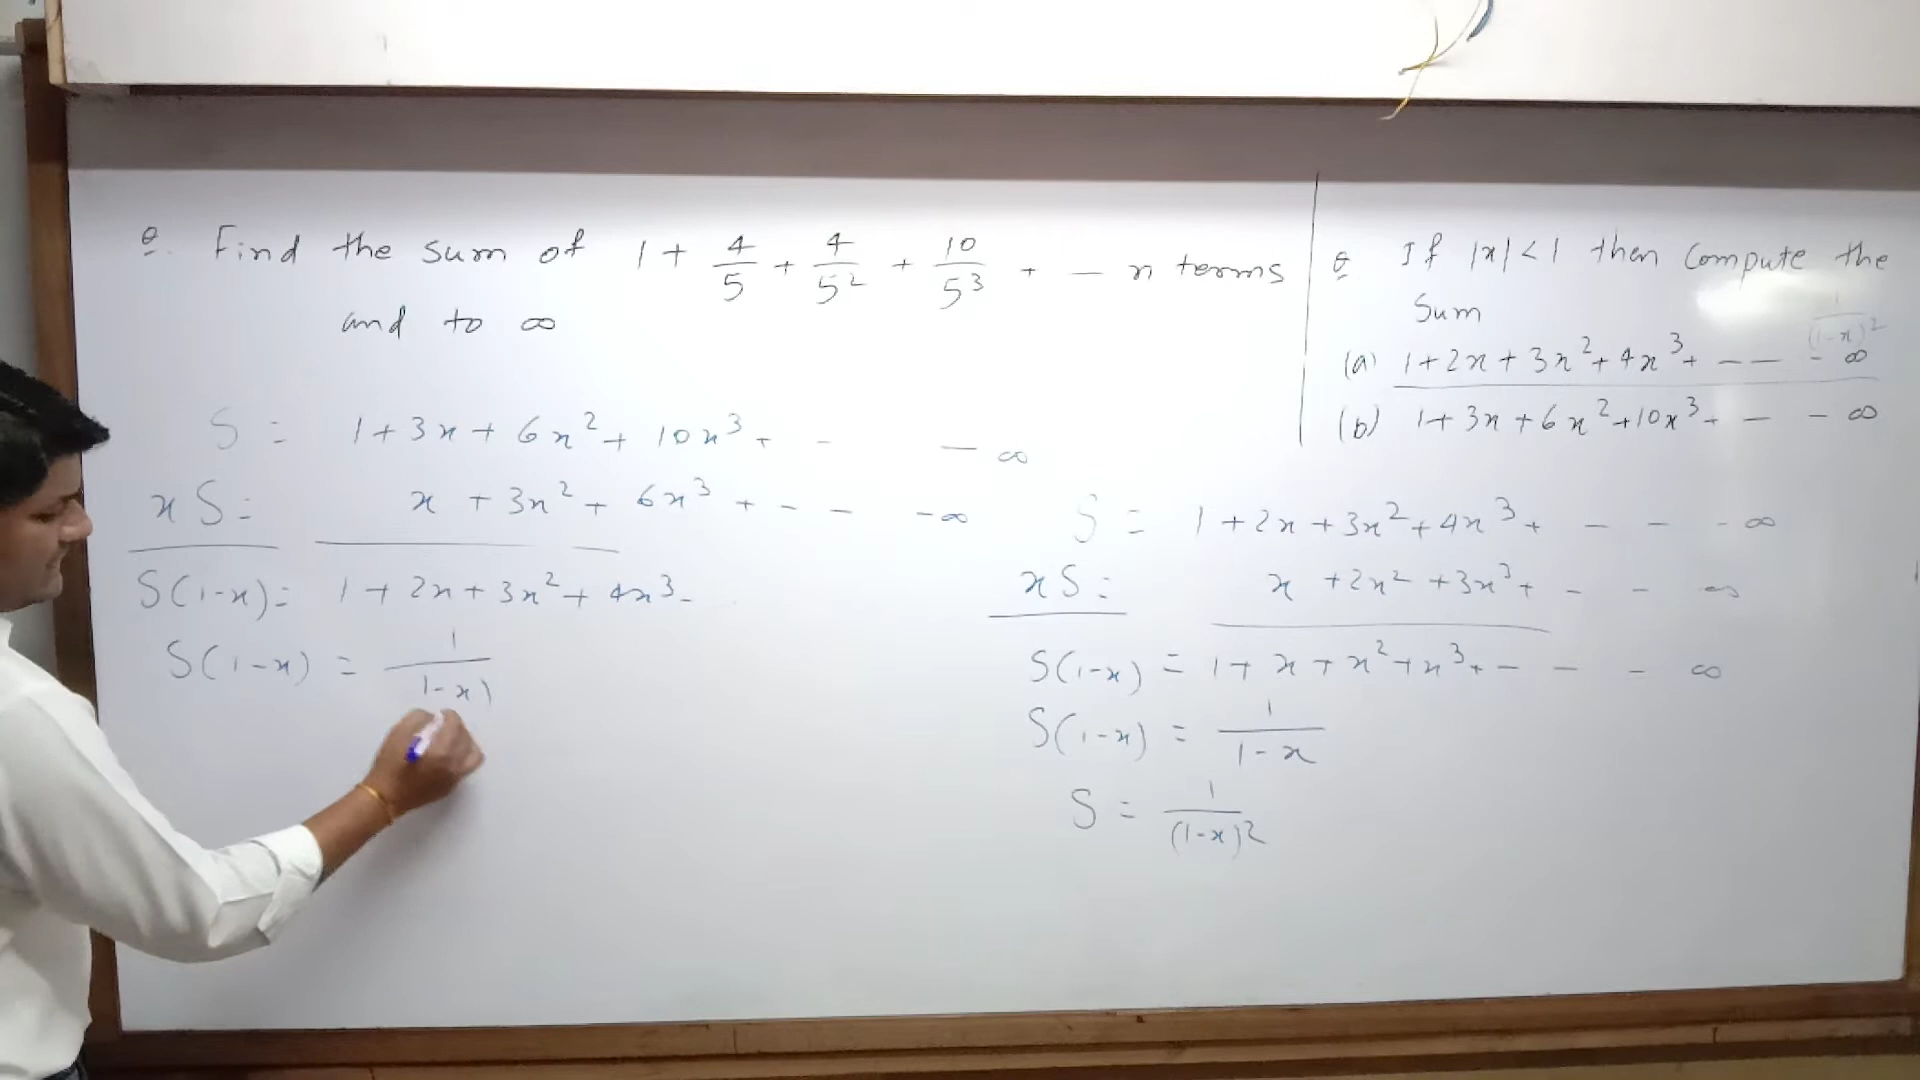 Q. Find the sum of 1 + 4/5 + 4/5² + 10/5³ + - n terms
and to ∞
S = 1 + 3x + 6x² + 10x³ + - - ∞
xS = x + 3x² + 6x³ + - - - ∞
S(1-x) = 1 + 2x + 3x² + 4x³ -
S(1-x) = 1/1-x)
Q If |x| < 1 then compute the
Sum
1/(1-x)²
(a) 1 + 2x + 3x² + 4x³ + - - - ∞
(b) 1 + 3x + 6x² + 10x³ + - - ∞
S = 1 + 2x + 3x² + 4x³ + - - - ∞
xS = x + 2x² + 3x³ + - - ∞
S(1-x) = 1 + x + x² + x³ + - - - ∞
S(1-x) = 1/1-x
S = 1/(1-x)²